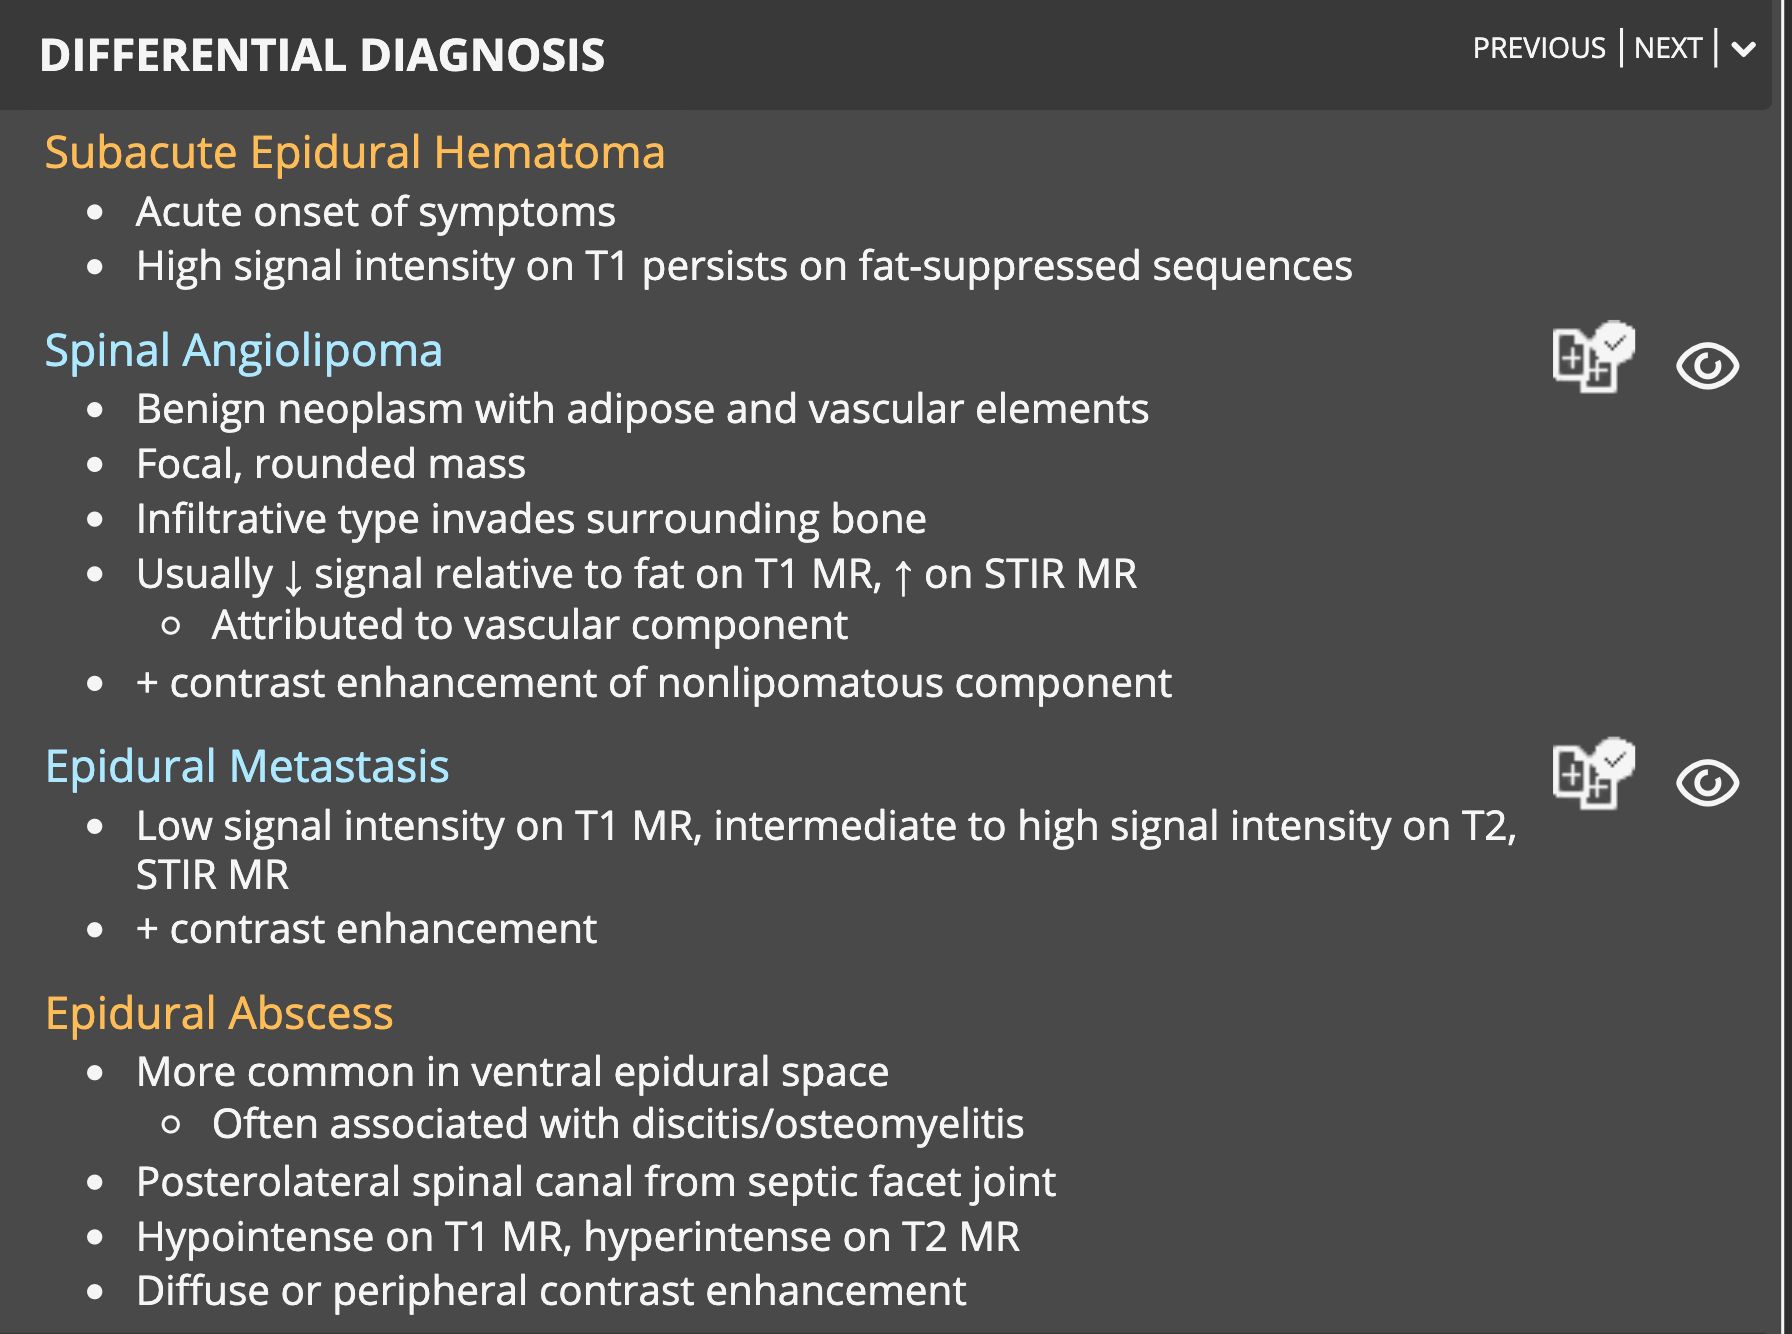 DIFFERENTIAL DIAGNOSIS
PREVIOUS | NEXT |
Subacute Epidural Hematoma
• Acute onset of symptoms
• High signal intensity on T1 persists on fat-suppressed sequences
Spinal Angiolipoma
• Benign neoplasm with adipose and vascular elements
• Focal, rounded mass
• Infiltrative type invades surrounding bone
• Usually ↓ signal relative to fat on T1 MR, ↑ on STIR MR
○ Attributed to vascular component
• + contrast enhancement of nonlipomatous component
Epidural Metastasis
• Low signal intensity on T1 MR, intermediate to high signal intensity on T2,
STIR MR
• + contrast enhancement
Epidural Abscess
• More common in ventral epidural space
○ Often associated with discitis/osteomyelitis
• Posterolateral spinal canal from septic facet joint
• Hypointense on T1 MR, hyperintense on T2 MR
• Diffuse or peripheral contrast enhancement